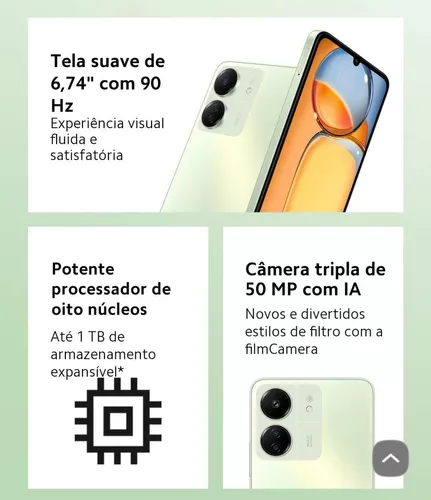 Tela suave de
6,74" com 90
Hz
Experiência visual
fluida e
satisfatória
Potente
processador de
oito núcleos
Até 1 TB de
armazenamento
expansível*
Câmera tripla de
50 MP com IA
Novos e divertidos
estilos de filtro com a
filmCamera